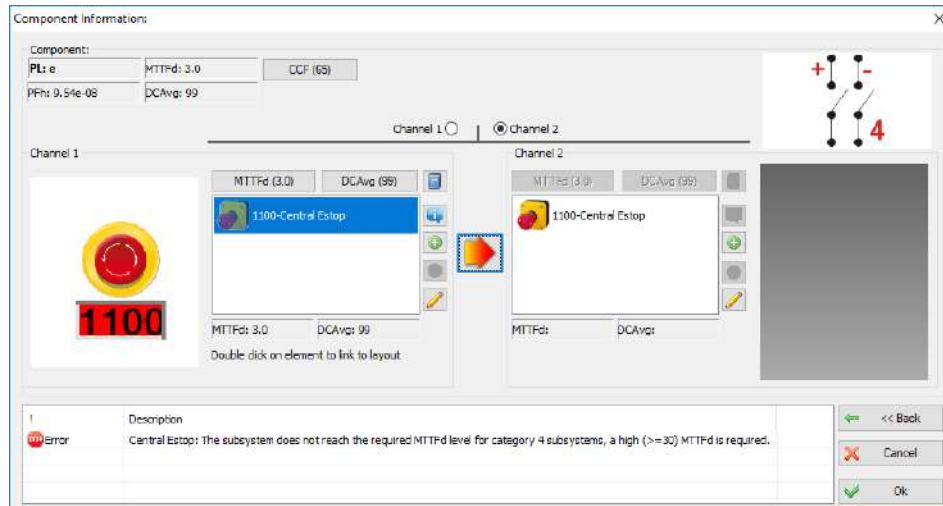 Component Information:
Component:
PL: e
MTTFd: 3.0
CCF (65)
PFh: 9.54e-08
DCAvg: 99
+ -
4
Channel 1
Channel 2
Channel 1
MTTFd (3.0)
DCAvg (99)
1100-Central Estop
MTTFd: 3.0
DCAvg: 99
Double click on element to link to layout
1100
Channel 2
MTTFd (3.0)
DCAvg (99)
1100-Central Estop
MTTFd:
DCAvg:
! Description
Error Central Estop: The subsystem does not reach the required MTTFd level for category 4 subsystems, a high (>=30) MTTFd is required.
<< Back
Cancel
Ok